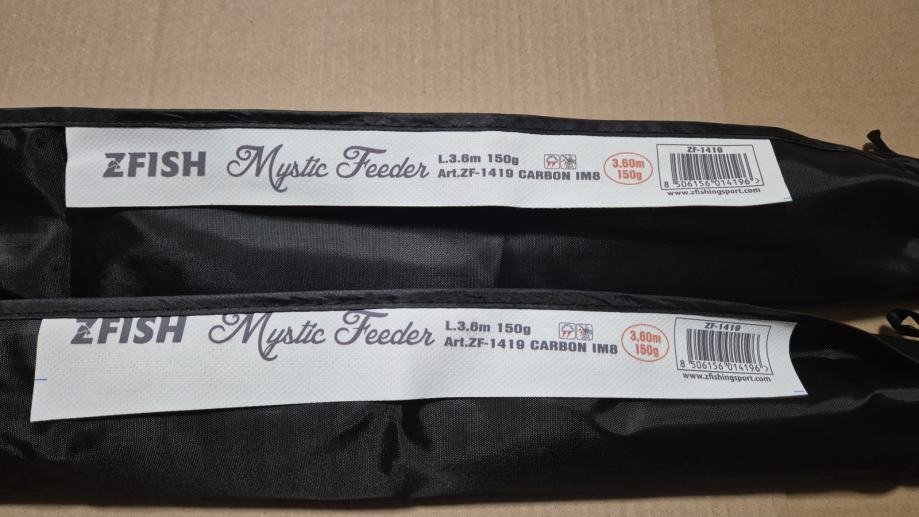 ZFISH Mystic Feeder L.3.6m 150g
Art.ZF-1419 CARBON IM8
3,60m
150g
ZF-1419
8 506156 014196 >
www.zfishingsport.com
ZFISH Mystic Feeder L.3.6m 150g
Art.ZF-1419 CARBON IM8
3,60m
150g
ZF-1419
8 506156 014196 >
www.zfishingsport.com